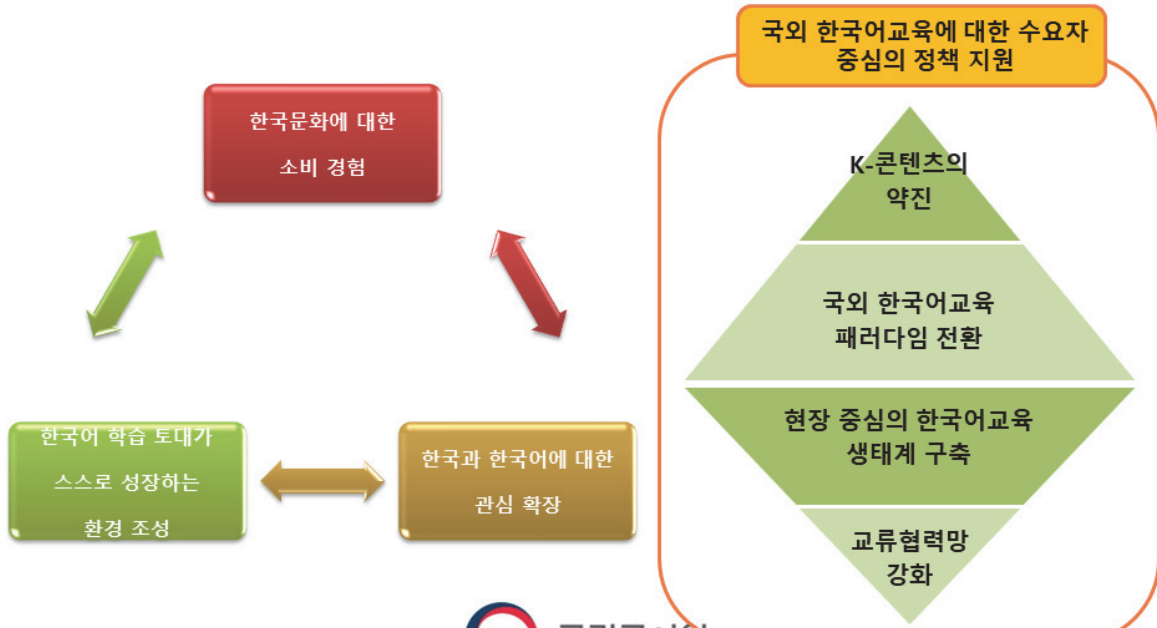 한국문화에 대한
소비 경험
한국어 학습 토대가
스스로 성장하는
환경 조성
한국과 한국어에 대한
관심 확장
국외 한국어교육에 대한 수요자
중심의 정책 지원
K-콘텐츠의
약진
국외 한국어교육
패러다임 전환
현장 중심의 한국어교육
생태계 구축
교류협력망
강화